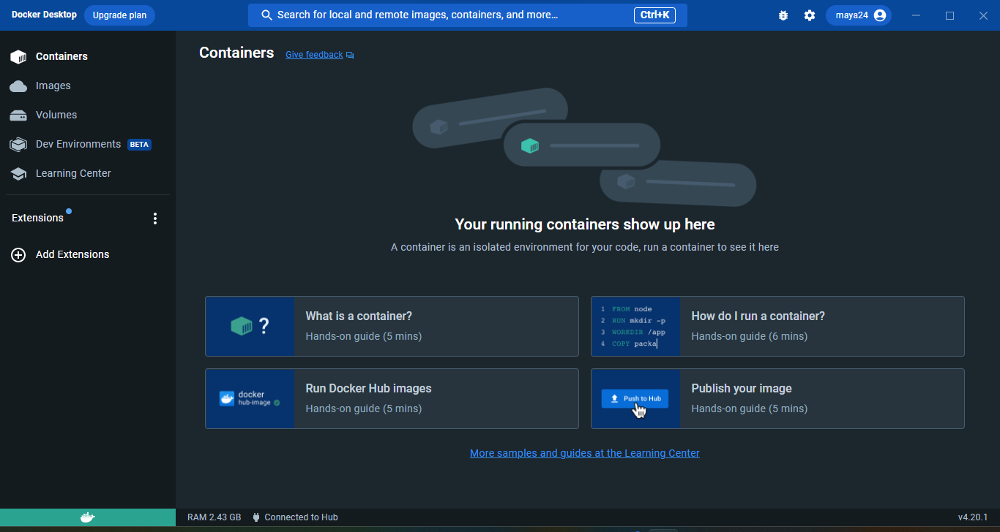 Docker Desktop Upgrade plan Search for local and remote images, containers, and more... Ctrl+K maya24
Containers
Images
Volumes
Dev Environments BETA
Learning Center
Extensions
Add Extensions
Containers Give feedback
Your running containers show up here
A container is an isolated environment for your code, run a container to see it here
?
What is a container?
Hands-on guide (5 mins)
1 FROM node
2 RUN mkdir -p
3 WORKDIR /app
4 COPY packa
How do I run a container?
Hands-on guide (6 mins)
docker
hub-image
Run Docker Hub images
Hands-on guide (5 mins)
Push to Hub
Publish your image
Hands-on guide (5 mins)
More samples and guides at the Learning Center
RAM 2.43 GB Connected to Hub v4.20.1